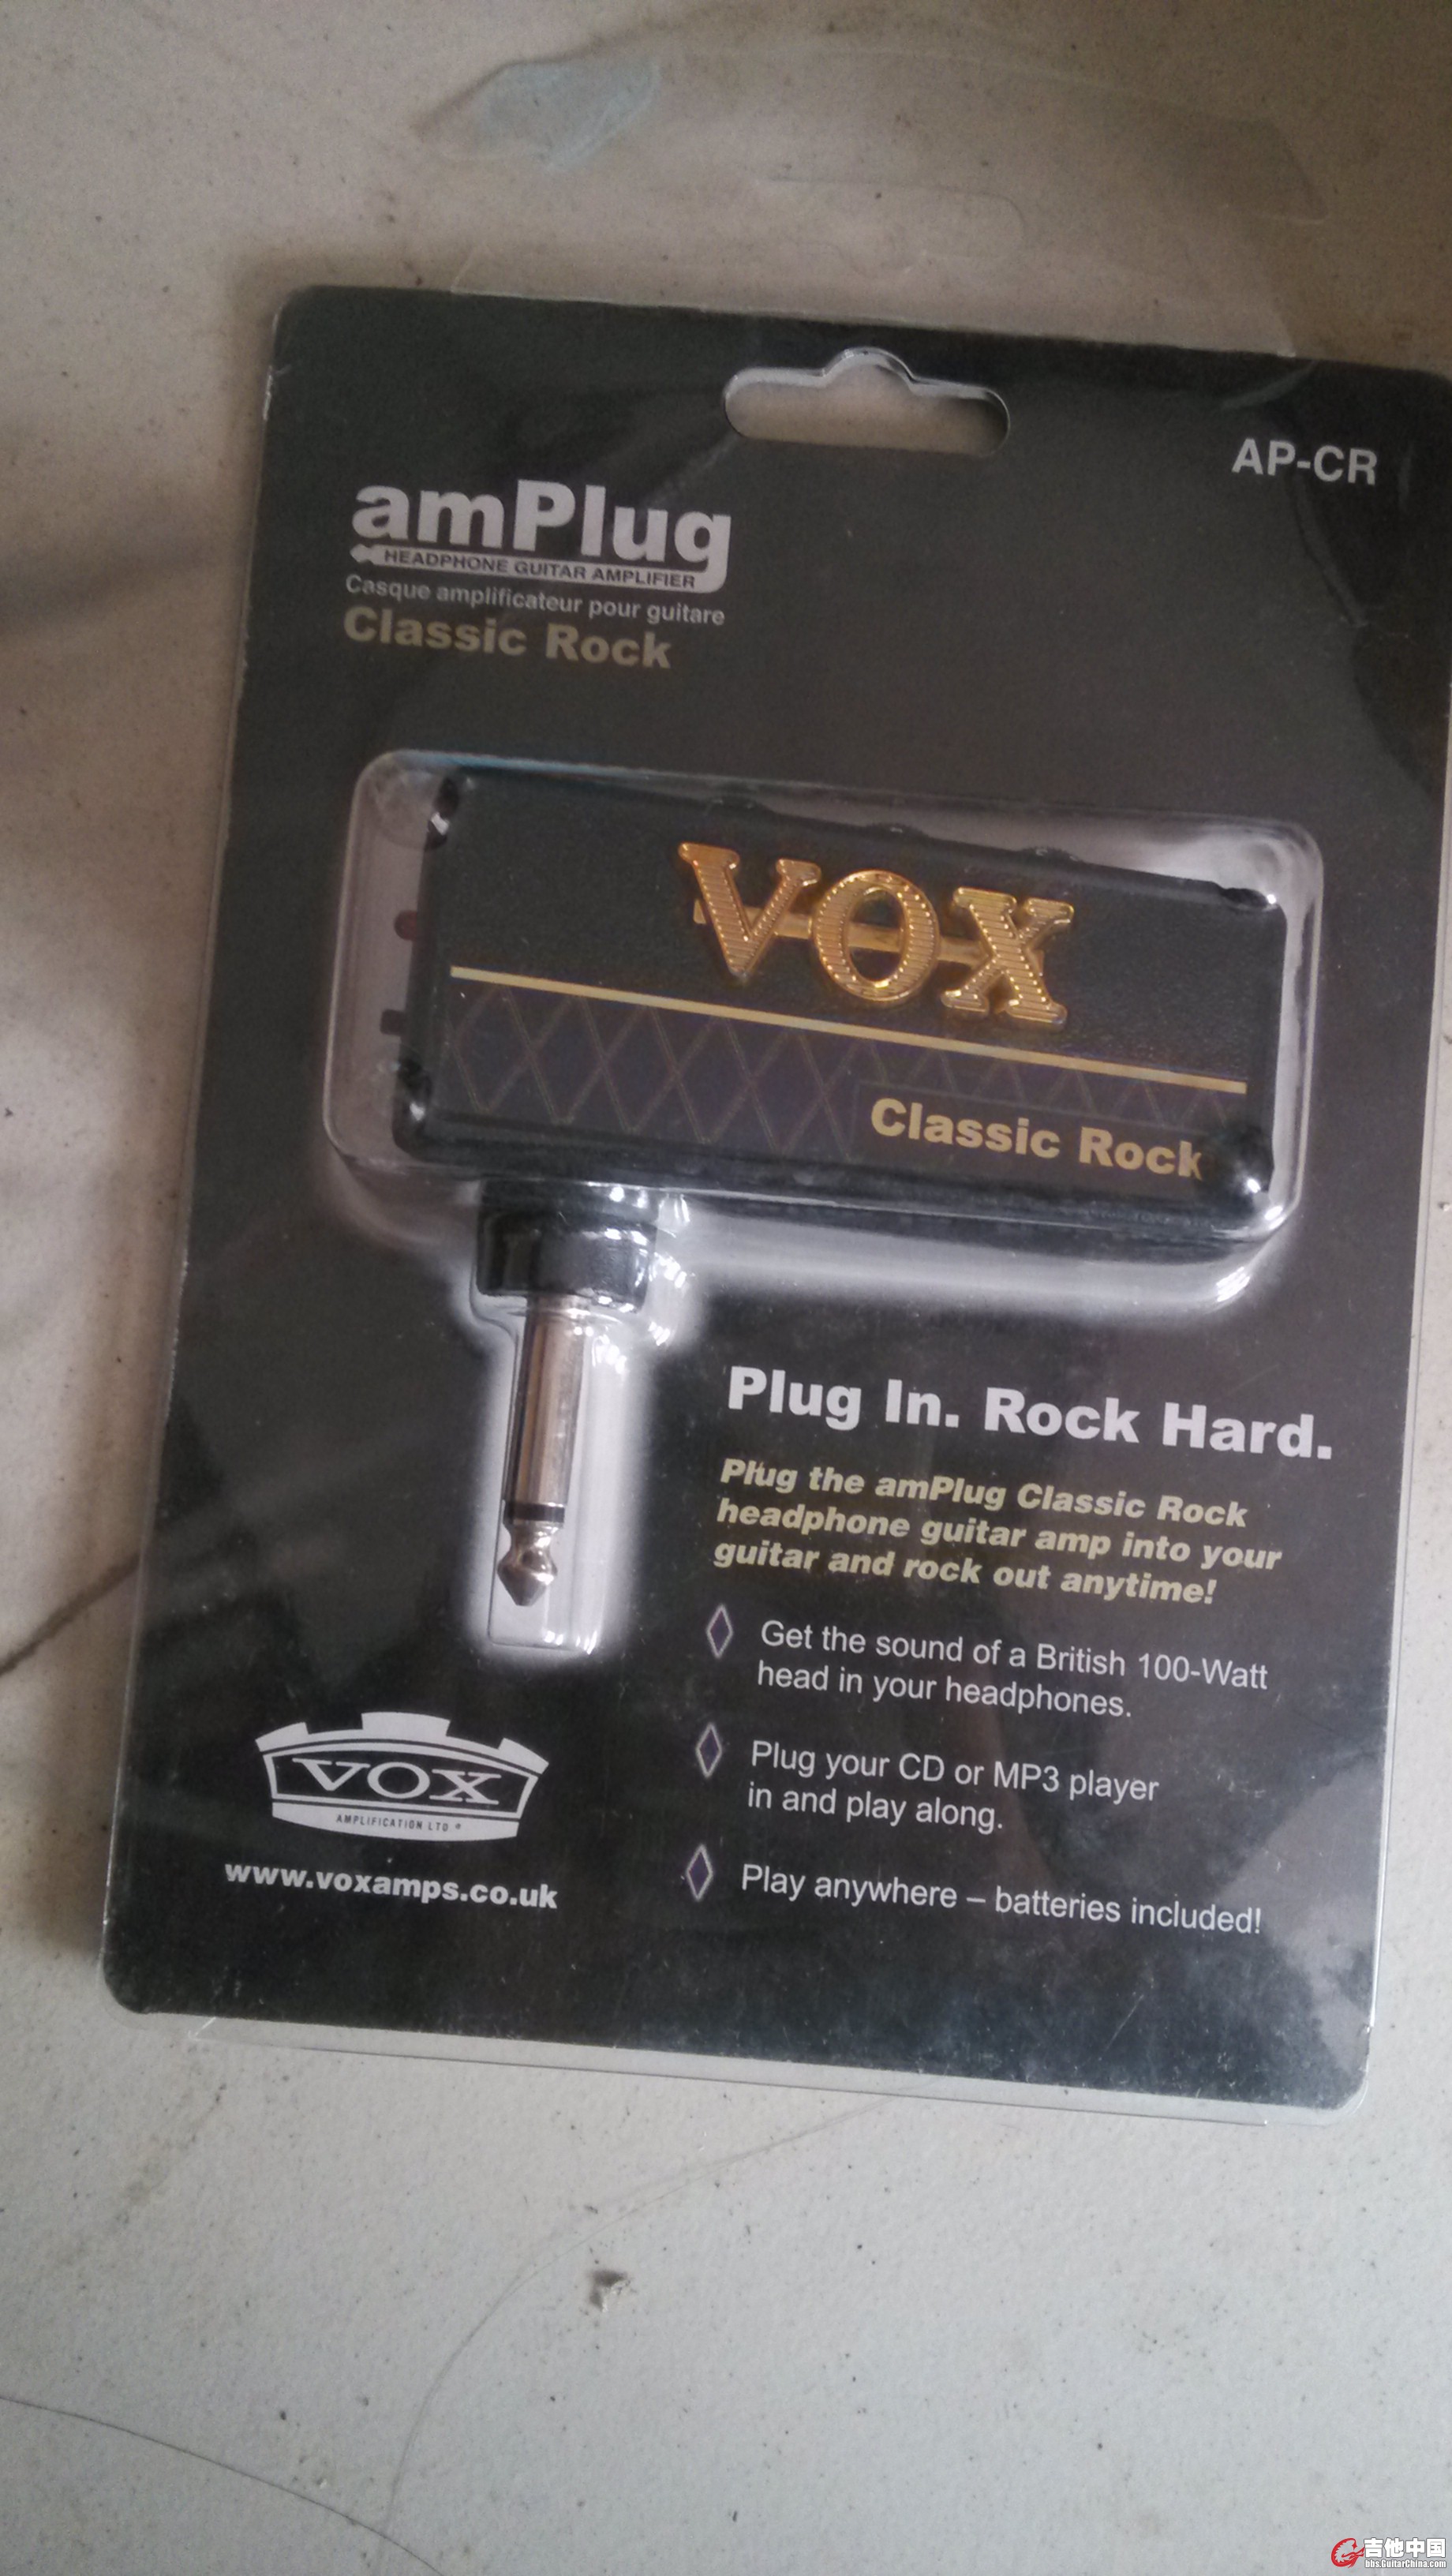 AP-CR
amPlug
HEADPHONE GUITAR AMPLIFIER
Casque amplificateur pour guitare
Classic Rock
VOX
Classic Rock
Plug In. Rock Hard.
Plug the amPlug Classic Rock
headphone guitar amp into your
guitar and rock out anytime!
Get the sound of a British 100-Watt
head in your headphones.
Plug your CD or MP3 player
in and play along.
Play anywhere – batteries included!
VOX
AMPLIFICATION LTD ®
www.voxamps.co.uk
吉他中国
bbs.GuitarChina.com